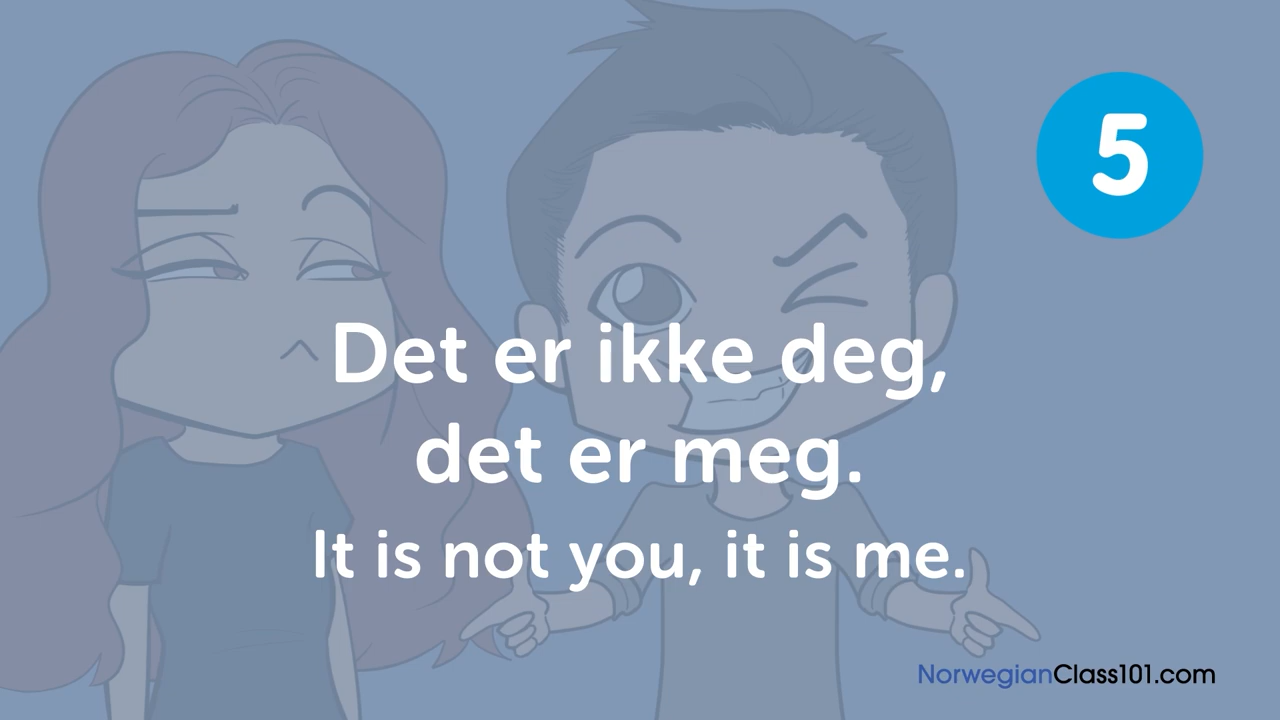 5
Det er ikke deg,
det er meg.
It is not you, it is me.
NorwegianClass101.com